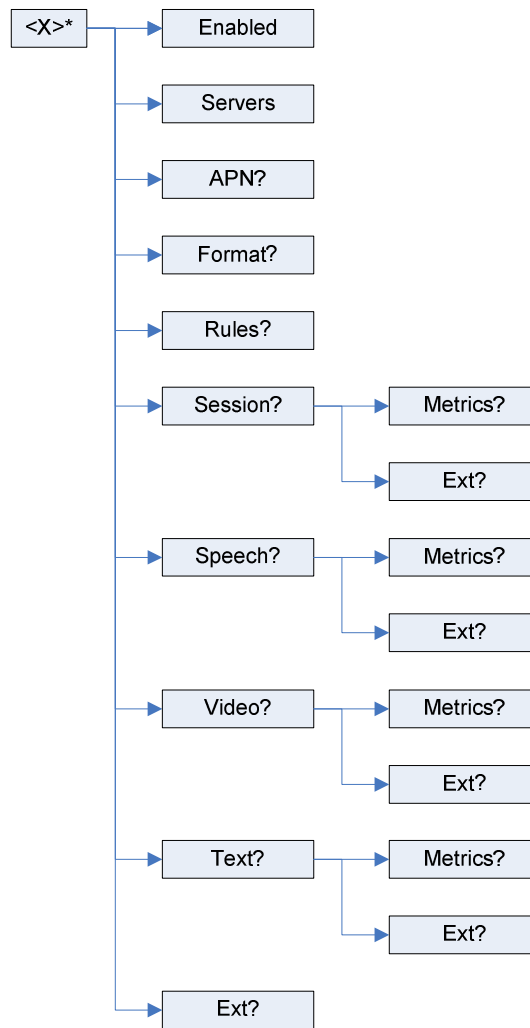 <X>*
Enabled
Servers
APN?
Format?
Rules?
Session?
Metrics?
Ext?
Speech?
Metrics?
Ext?
Video?
Metrics?
Ext?
Text?
Metrics?
Ext?
Ext?